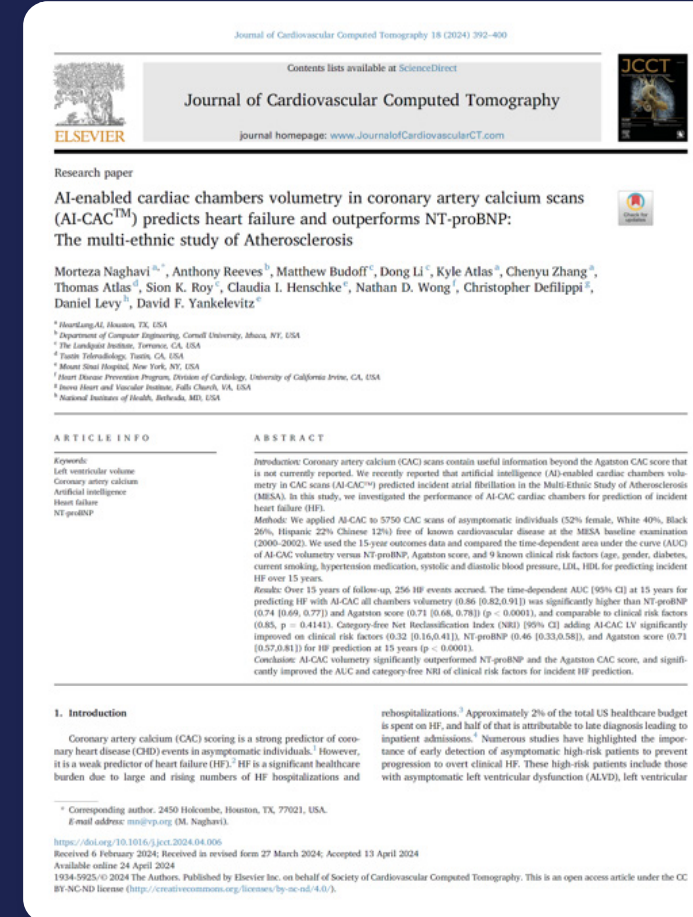 Journal of Cardiovascular Computed Tomography 18 (2024) 392–400
Contents lists available at ScienceDirect
Journal of Cardiovascular Computed Tomography
journal homepage: www.JournalofCardiovascularCT.com
ELSEVIER
JCCT
Research paper
AI-enabled cardiac chambers volumetry in coronary artery calcium scans
(AI-CAC™) predicts heart failure and outperforms NT-proBNP:
The multi-ethnic study of Atherosclerosis
Check for
updates
Morteza Naghavi a,*, Anthony Reeves b, Matthew Budoff c, Dong Li c, Kyle Atlas a, Chenyu Zhang a,
Thomas Atlas d, Sion K. Roy c, Claudia I. Henschke e, Nathan D. Wong f, Christopher Defilippi g,
Daniel Levy h, David F. Yankelevitz e
a HeartLung.AI, Houston, TX, USA
b Department of Computer Engineering, Cornell University, Ithaca, NY, USA
c The Lundquist Institute, Torrance, CA, USA
d Tustin Teleradiology, Tustin, CA, USA
e Mount Sinai Hospital, New York, NY, USA
f Heart Disease Prevention Program, Division of Cardiology, University of California Irvine, CA, USA
g Inova Heart and Vascular Institute, Falls Church, VA, USA
h National Institutes of Health, Bethesda, MD, USA
ARTICLE INFO
Keywords:
Left ventricular volume
Coronary artery calcium
Artificial intelligence
Heart failure
NT-proBNP
ABSTRACT
Introduction: Coronary artery calcium (CAC) scans contain useful information beyond the Agatston CAC score that
is not currently reported. We recently reported that artificial intelligence (AI)-enabled cardiac chambers volu-
metry in CAC scans (AI-CAC™) predicted incident atrial fibrillation in the Multi-Ethnic Study of Atherosclerosis
(MESA). In this study, we investigated the performance of AI-CAC cardiac chambers for prediction of incident
heart failure (HF).
Methods: We applied AI-CAC to 5750 CAC scans of asymptomatic individuals (52% female, White 40%, Black
26%, Hispanic 22% Chinese 12%) free of known cardiovascular disease at the MESA baseline examination
(2000–2002). We used the 15-year outcomes data and compared the time-dependent area under the curve (AUC)
of AI-CAC volumetry versus NT-proBNP, Agatston score, and 9 known clinical risk factors (age, gender, diabetes,
current smoking, hypertension medication, systolic and diastolic blood pressure, LDL, HDL for predicting incident
HF over 15 years.
Results: Over 15 years of follow-up, 256 HF events accrued. The time-dependent AUC [95% CI] at 15 years for
predicting HF with AI-CAC all chambers volumetry (0.86 [0.82,0.91]) was significantly higher than NT-proBNP
(0.74 [0.69, 0.77]) and Agatston score (0.71 [0.68, 0.78]) (p < 0.0001), and comparable to clinical risk factors
(0.85, p = 0.4141). Category-free Net Reclassification Index (NRI) [95% CI] adding AI-CAC LV significantly
improved on clinical risk factors (0.32 [0.16,0.41]), NT-proBNP (0.46 [0.33,0.58]), and Agatston score (0.71
[0.57,0.81]) for HF prediction at 15 years (p < 0.0001).
Conclusion: AI-CAC volumetry significantly outperformed NT-proBNP and the Agatston CAC score, and signifi-
cantly improved the AUC and category-free NRI of clinical risk factors for incident HF prediction.
1. Introduction
Coronary artery calcium (CAC) scoring is a strong predictor of coro-
nary heart disease (CHD) events in asymptomatic individuals.1 However,
it is a weak predictor of heart failure (HF).2 HF is a significant healthcare
burden due to large and rising numbers of HF hospitalizations and
rehospitalizations.3 Approximately 2% of the total US healthcare budget
is spent on HF, and half of that is attributable to late diagnosis leading to
inpatient admissions.4 Numerous studies have highlighted the impor-
tance of early detection of asymptomatic high-risk patients to prevent
progression to overt clinical HF. These high-risk patients include those
with asymptomatic left ventricular dysfunction (ALVD), left ventricular
* Corresponding author. 2450 Holcombe, Houston, TX, 77021, USA.
E-mail address: mn@vp.org (M. Naghavi).
https://doi.org/10.1016/j.jcct.2024.04.006
Received 6 February 2024; Received in revised form 27 March 2024; Accepted 13 April 2024
Available online 24 April 2024
1934-5925/© 2024 The Authors. Published by Elsevier Inc. on behalf of Society of Cardiovascular Computed Tomography. This is an open access article under the CC
BY-NC-ND license (http://creativecommons.org/licenses/by-nc-nd/4.0/).